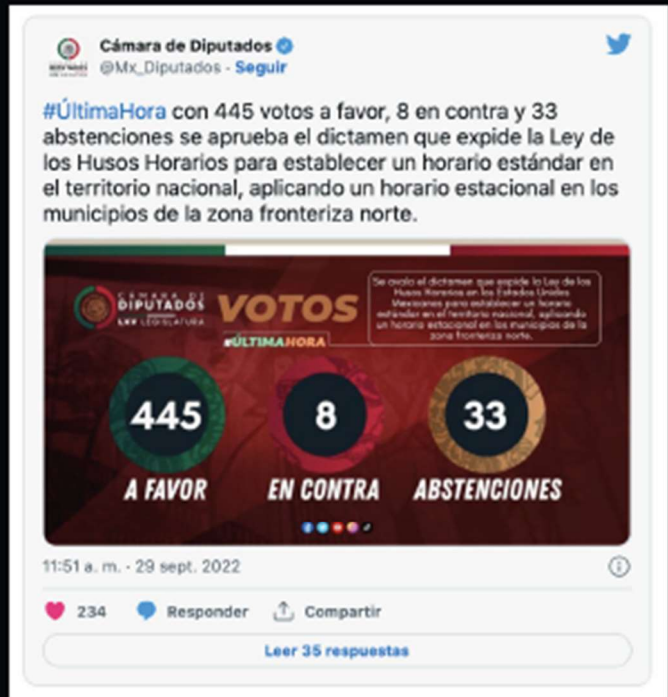 Cámara de Diputados
@Mx_Diputados · Seguir
#ÚltimaHora con 445 votos a favor, 8 en contra y 33
abstenciones se aprueba el dictamen que expide la Ley de
los Husos Horarios para establecer un horario estándar en
el territorio nacional, aplicando un horario estacional en los
municipios de la zona fronteriza norte.
CÁMARA DE
DIPUTADOS
LXV LEGISLATURA
VOTOS
#ÚLTIMAHORA
Se avala el dictamen que expide la Ley de los
Husos Horarios en los Estados Unidos
Mexicanos para establecer un horario
estándar en el territorio nacional, aplicando
un horario estacional en los municipios de la
zona fronteriza norte.
445
8
33
A FAVOR
EN CONTRA
ABSTENCIONES
11:51 a. m. · 29 sept. 2022
234 Responder Compartir
Leer 35 respuestas